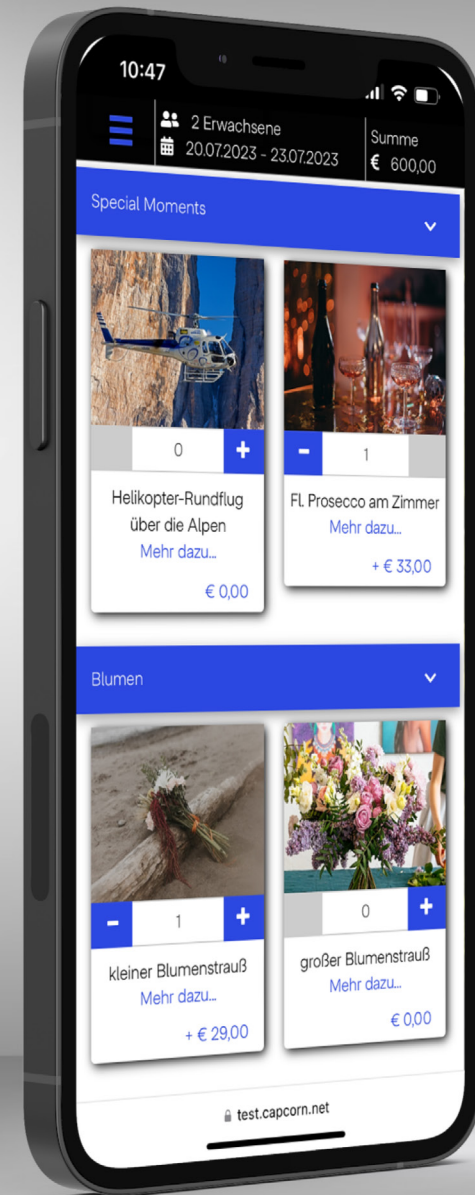 10:47
2 Erwachsene
20.07.2023 - 23.07.2023
Summe
€ 600,00
Special Moments
0 +
Helikopter-Rundflug
über die Alpen
Mehr dazu...
€ 0,00
- 1
Fl. Prosecco am Zimmer
Mehr dazu...
+ € 33,00
Blumen
- 1 +
kleiner Blumenstrauß
Mehr dazu...
+ € 29,00
0 +
großer Blumenstrauß
Mehr dazu...
€ 0,00
test.capcorn.net